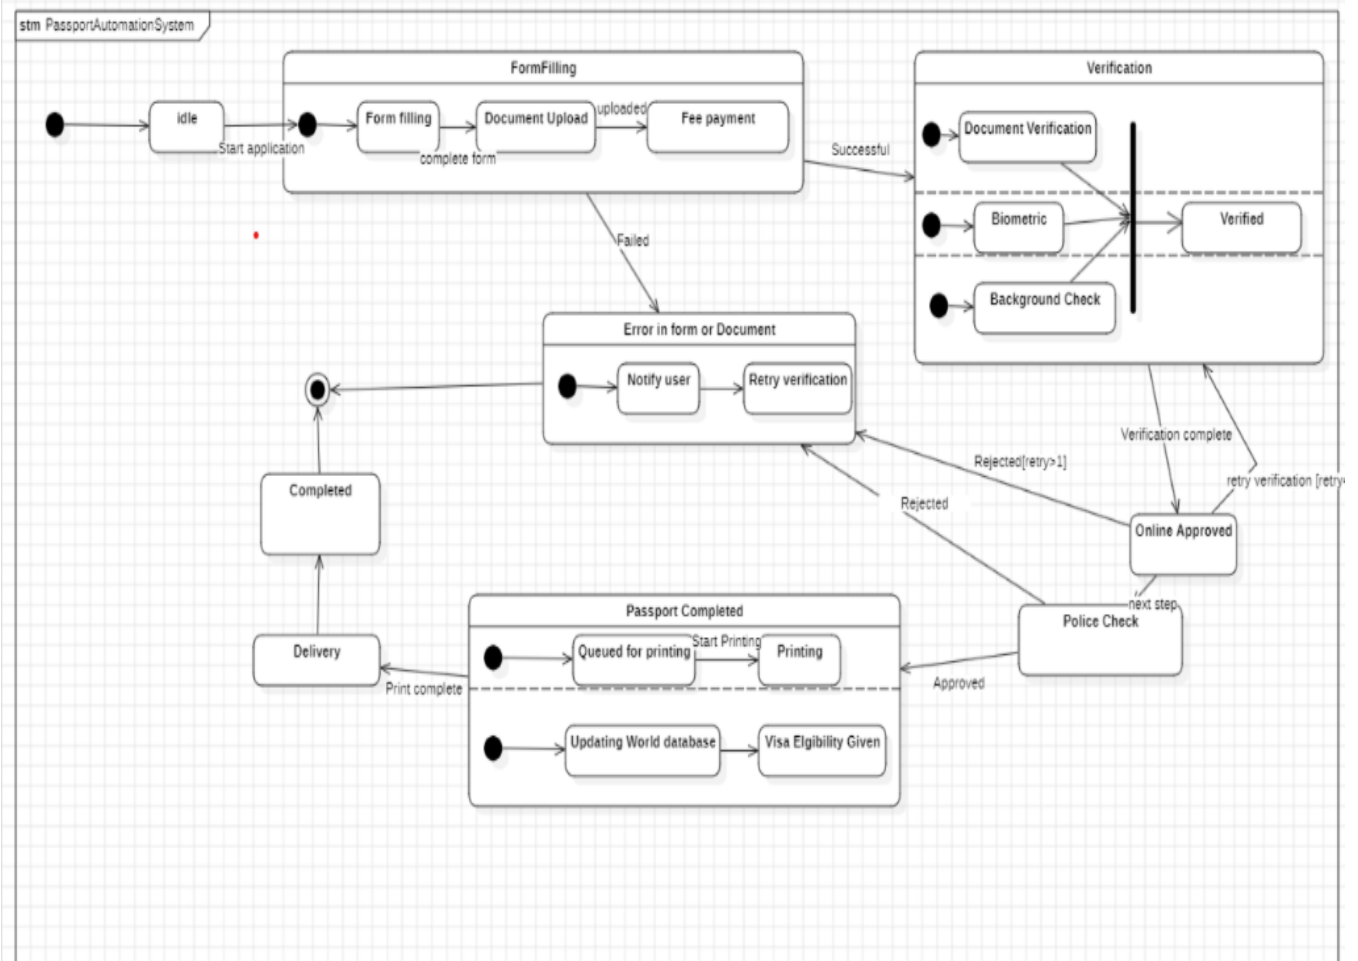 stm PassportAutomationSystem
FormFilling
Verification
idle
Start application
Form filling
complete form
Document Upload
uploaded
Fee payment
Successful
Document Verification
Biometric
Verified
Background Check
Failed
Error in form or Document
Notify user
Retry verification
Verification complete
retry verification [retry
Rejected[retry>1]
Rejected
Online Approved
next step
Police Check
Completed
Passport Completed
Queued for printing
Start Printing
Printing
Delivery
Print complete
Approved
Updating World database
Visa Elgibility Given